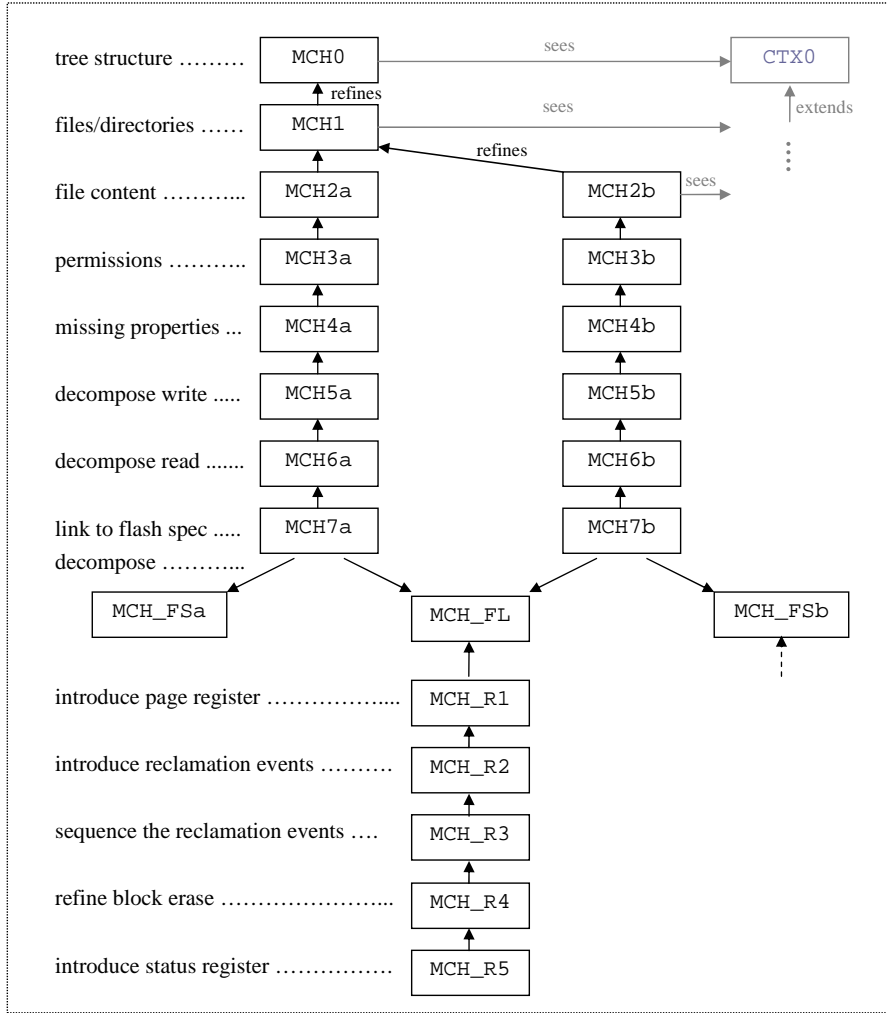 tree structure ……… MCH0 sees CTX0
refines extends
files/directories …… MCH1 sees
refines
file content ………... MCH2a MCH2b sees
permissions ……….. MCH3a MCH3b
missing properties ... MCH4a MCH4b
decompose write ..... MCH5a MCH5b
decompose read ....... MCH6a MCH6b
link to flash spec ..... MCH7a MCH7b
decompose ………...
MCH_FSa MCH_FL MCH_FSb
introduce page register …………….... MCH_R1
introduce reclamation events ………. MCH_R2
sequence the reclamation events …. MCH_R3
refine block erase …………………... MCH_R4
introduce status register ……………. MCH_R5